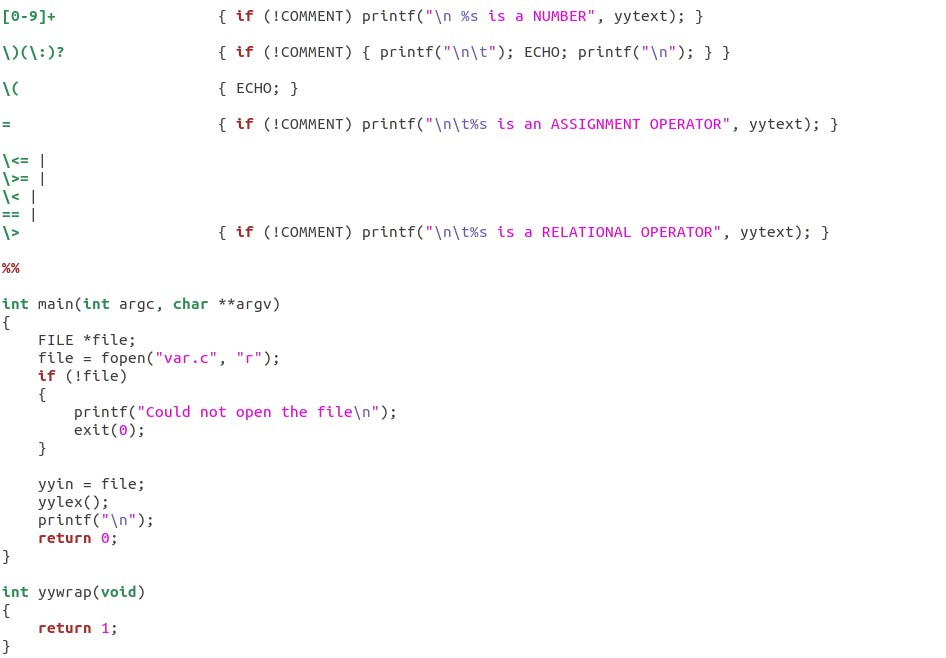 [0-9]+                  { if (!COMMENT) printf("\n %s is a NUMBER", yytext); }

\)(\:)?                 { if (!COMMENT) { printf("\n\t"); ECHO; printf("\n"); } }

\(                      { ECHO; }

=                       { if (!COMMENT) printf("\n\t%s is an ASSIGNMENT OPERATOR", yytext); }

\<= |
\>= |
\< |
== |
\>                      { if (!COMMENT) printf("\n\t%s is a RELATIONAL OPERATOR", yytext); }

%%

int main(int argc, char **argv)
{
    FILE *file;
    file = fopen("var.c", "r");
    if (!file)
    {
        printf("Could not open the file\n");
        exit(0);
    }

    yyin = file;
    yylex();
    printf("\n");
    return 0;
}

int yywrap(void)
{
    return 1;
}